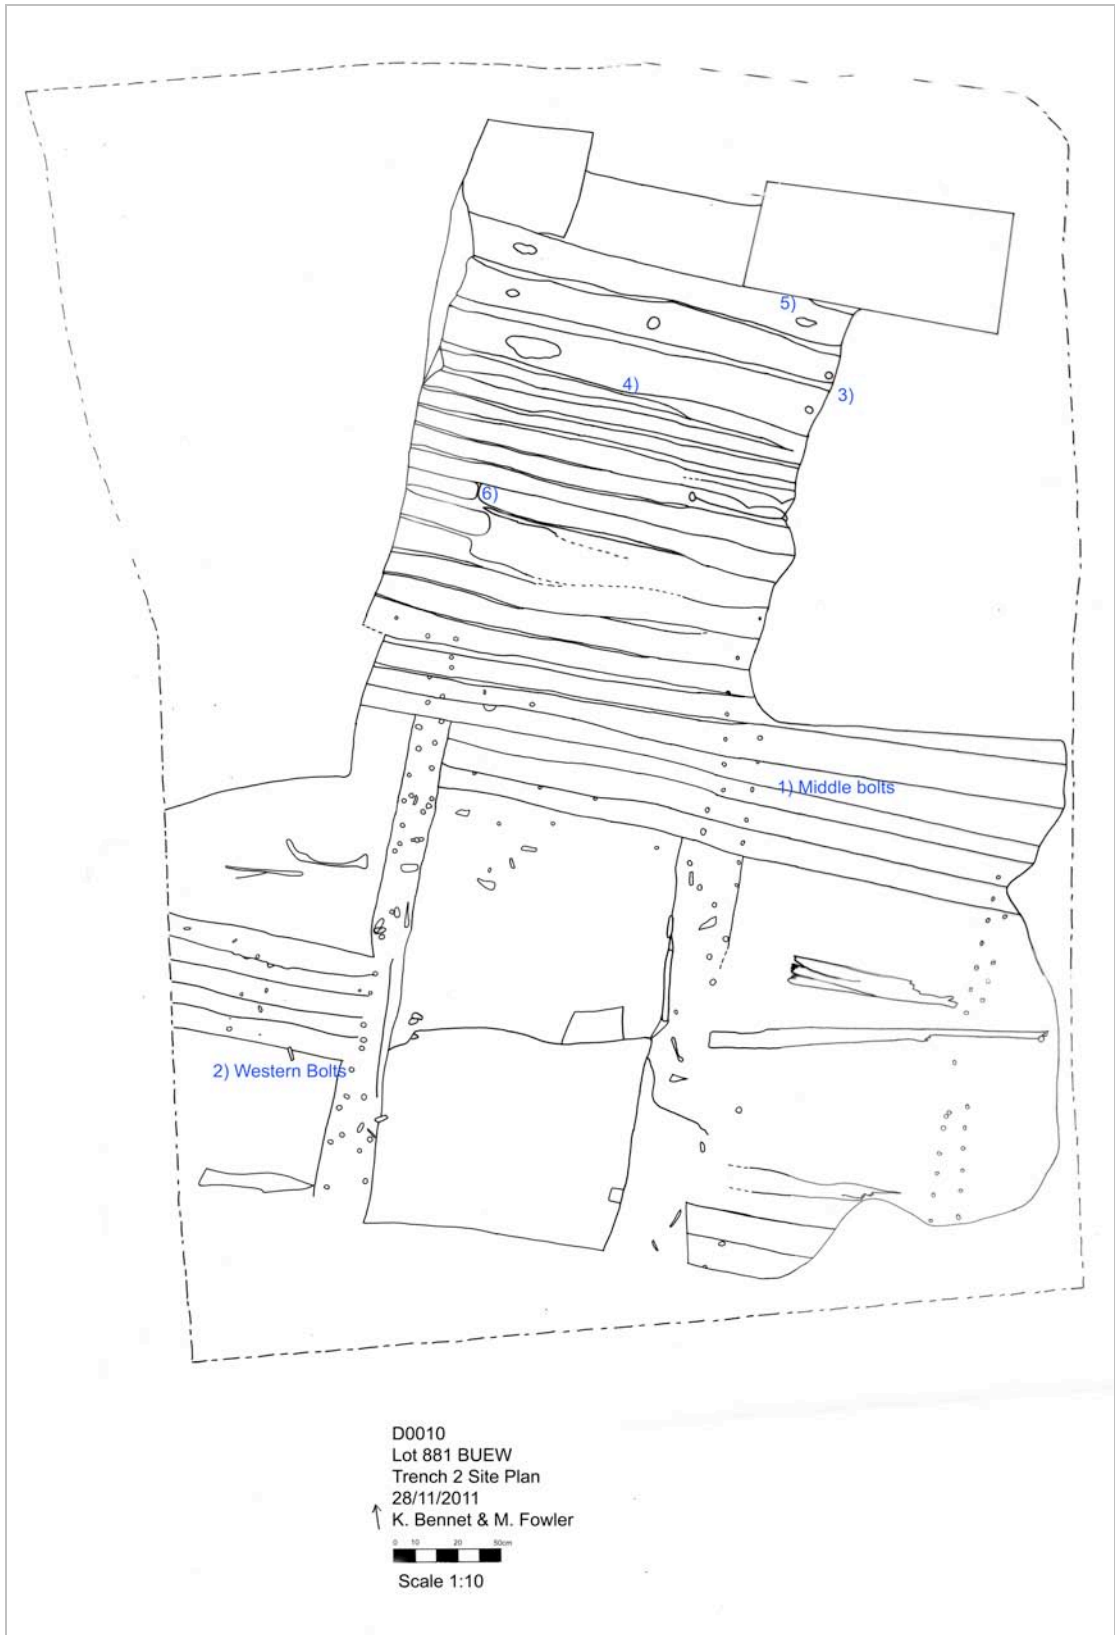 5)
4)
3)
6)
1) Middle bolts
2) Western Bolts
D0010
Lot 881 BUEW
Trench 2 Site Plan
28/11/2011
K. Bennet & M. Fowler
0 10 20 50cm
Scale 1:10